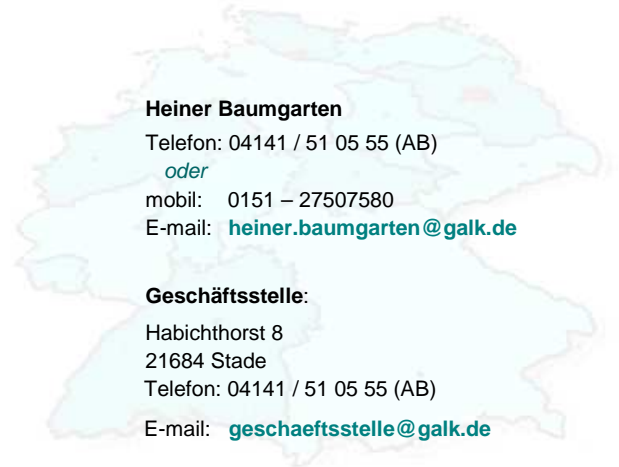 Heiner Baumgarten
Telefon: 04141 / 51 05 55 (AB)
oder
mobil: 0151 – 27507580
E-mail: heiner.baumgarten@galk.de
Geschäftsstelle:
Habichthorst 8
21684 Stade
Telefon: 04141 / 51 05 55 (AB)
E-mail: geschaeftsstelle@galk.de